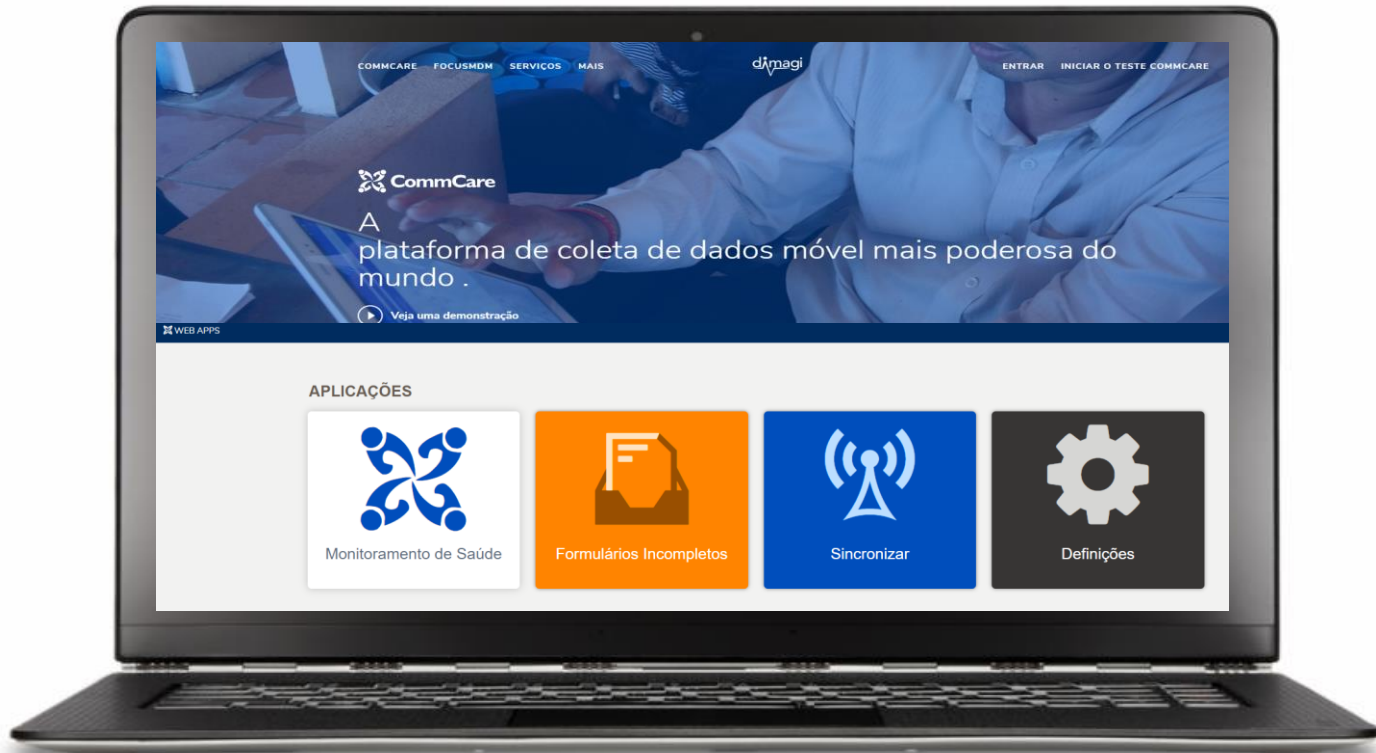 COMMCARE FOCUSMDM SERVIÇOS MAIS dimagi ENTRAR INICIAR O TESTE COMMCARE
CommCare
A
plataforma de coleta de dados móvel mais poderosa do
mundo .
Veja uma demonstração
WEB APPS
APLICAÇÕES
Monitoramento de Saúde Formulários Incompletos Sincronizar Definições